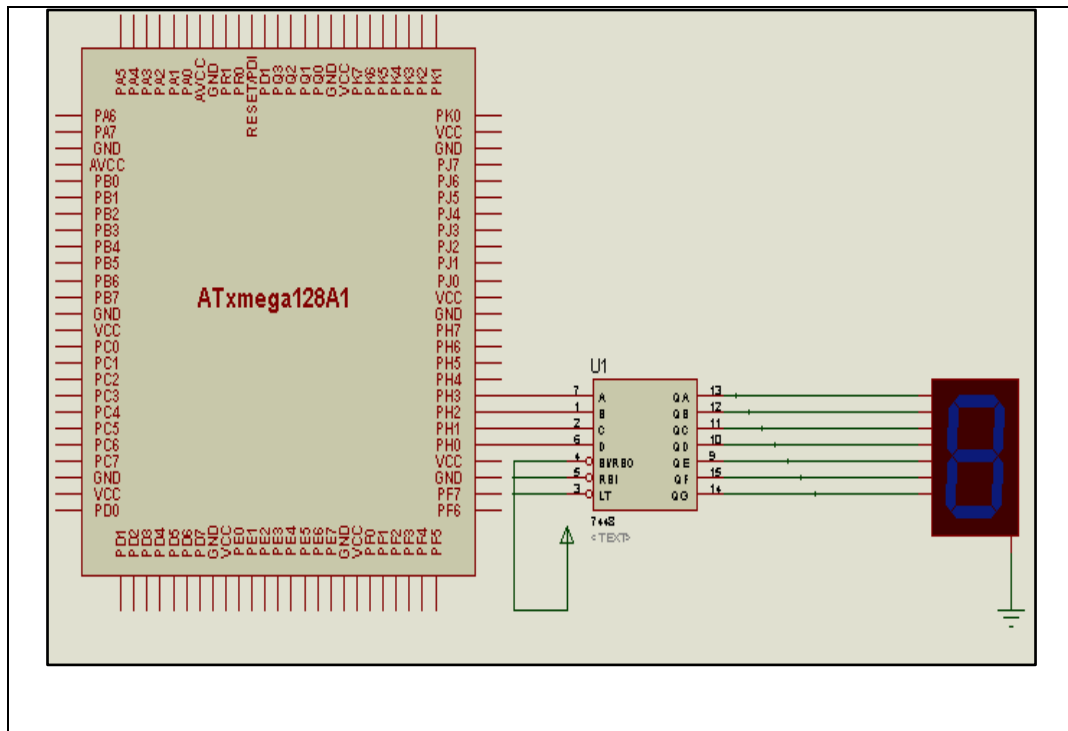 PA5 PA4 PA3 PA2 PA1 PA0 AVCC GND PR1 PR0 RESET/PDI PD1 PQ3 PQ2 PQ1 PQ0 GND VCC PK7 PK6 PK5 PK4 PK3 PK2 PK1
PA6 PK0
PA7 VCC
GND GND
AVCC PJ7
PB0 PJ6
PB1 PJ5
PB2 PJ4
PB3 PJ3
PB4 PJ2
PB5 PJ1
PB6 PJ0
PB7 VCC
ATxmega128A1
GND GND
VCC PH7
PC0 PH6
PC1 PH5
PC2 PH4
PC3 PH3
PC4 PH2
PC5 PH1
PC6 PH0
PC7 VCC
GND GND
VCC PF7
PD0 PF6
PD1 PD2 PD3 PD4 PD5 PD6 PD7 GND VCC PE0 PE1 PE2 PE3 PE4 PE5 PE6 PE7 GND VCC PF0 PF1 PF2 PF3 PF4 PF5
U1
7 A QA 13
1 B QB 12
2 C QC 11
6 D QD 10
4 BI/RBO QE 9
5 RBI QF 15
3 LT QG 14
7448
<TEXT>